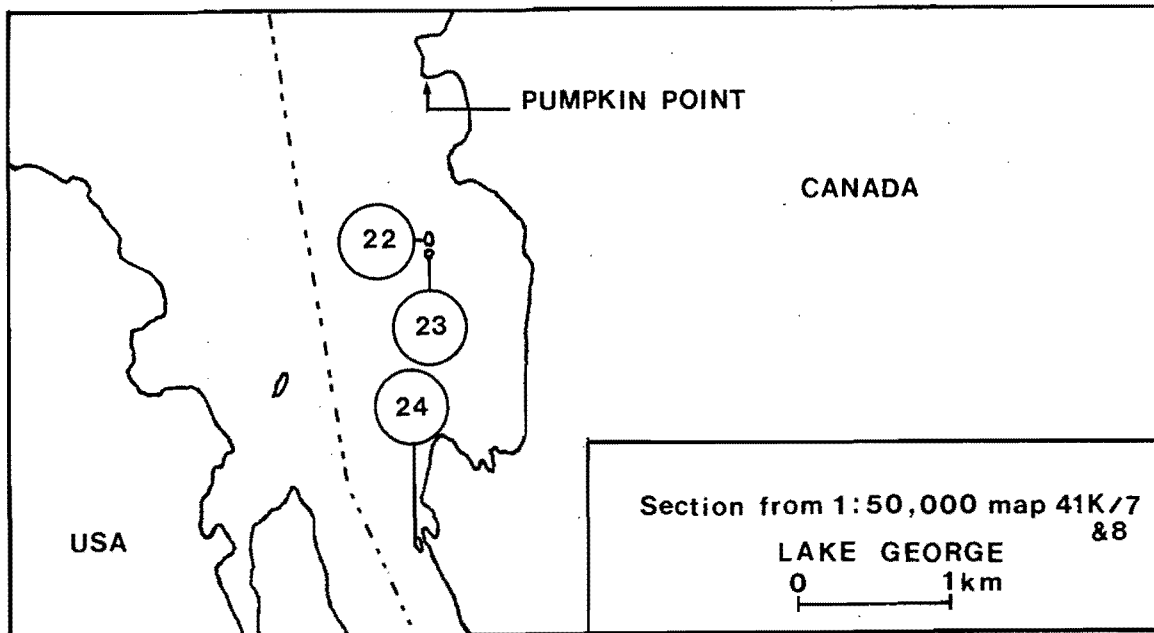 PUMPKIN POINT
CANADA
22
23
24
USA
Section from 1:50,000 map 41K/7
&8
LAKE GEORGE
0 1km